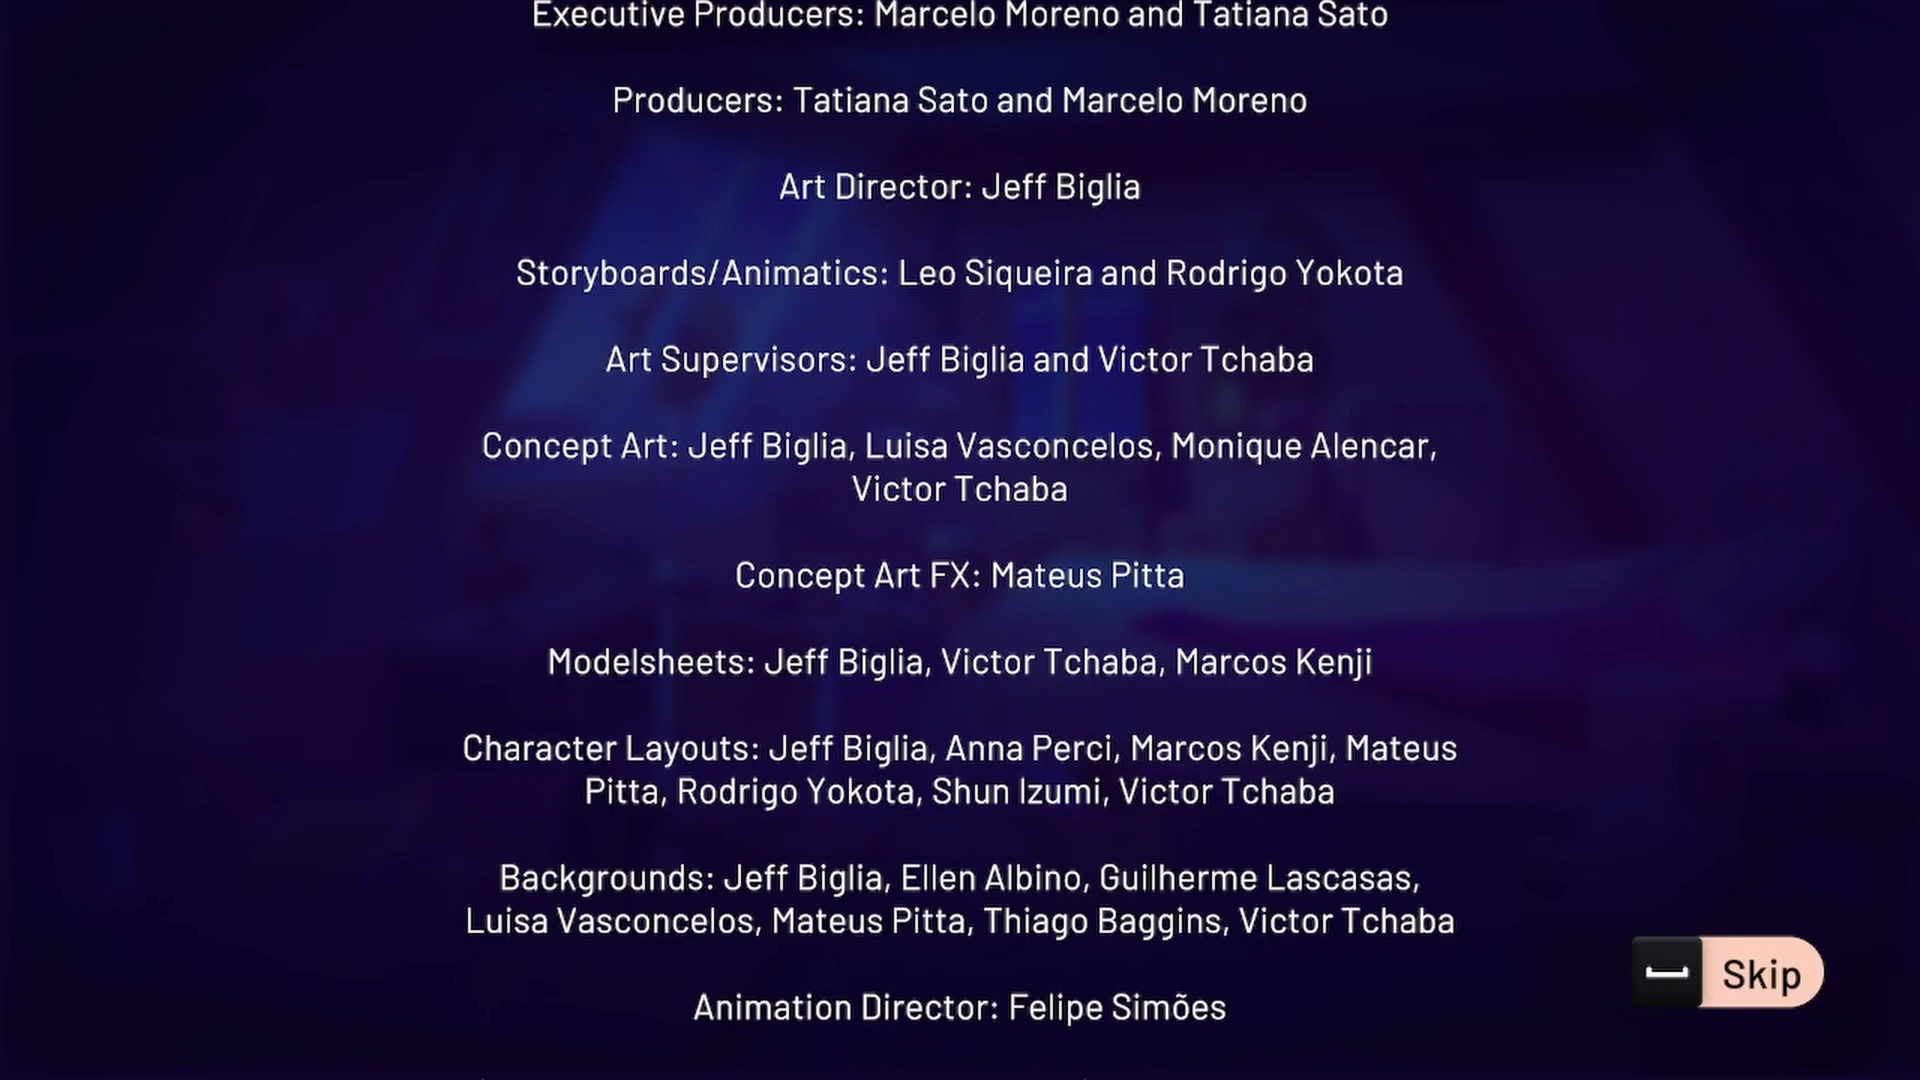 Executive Producers: Marcelo Moreno and Tatiana Sato
Producers: Tatiana Sato and Marcelo Moreno
Art Director: Jeff Biglia
Storyboards/Animatics: Leo Siqueira and Rodrigo Yokota
Art Supervisors: Jeff Biglia and Victor Tchaba
Concept Art: Jeff Biglia, Luisa Vasconcelos, Monique Alencar,
Victor Tchaba
Concept Art FX: Mateus Pitta
Modelsheets: Jeff Biglia, Victor Tchaba, Marcos Kenji
Character Layouts: Jeff Biglia, Anna Perci, Marcos Kenji, Mateus
Pitta, Rodrigo Yokota, Shun Izumi, Victor Tchaba
Backgrounds: Jeff Biglia, Ellen Albino, Guilherme Lascasas,
Luisa Vasconcelos, Mateus Pitta, Thiago Baggins, Victor Tchaba
Skip
Animation Director: Felipe Simões